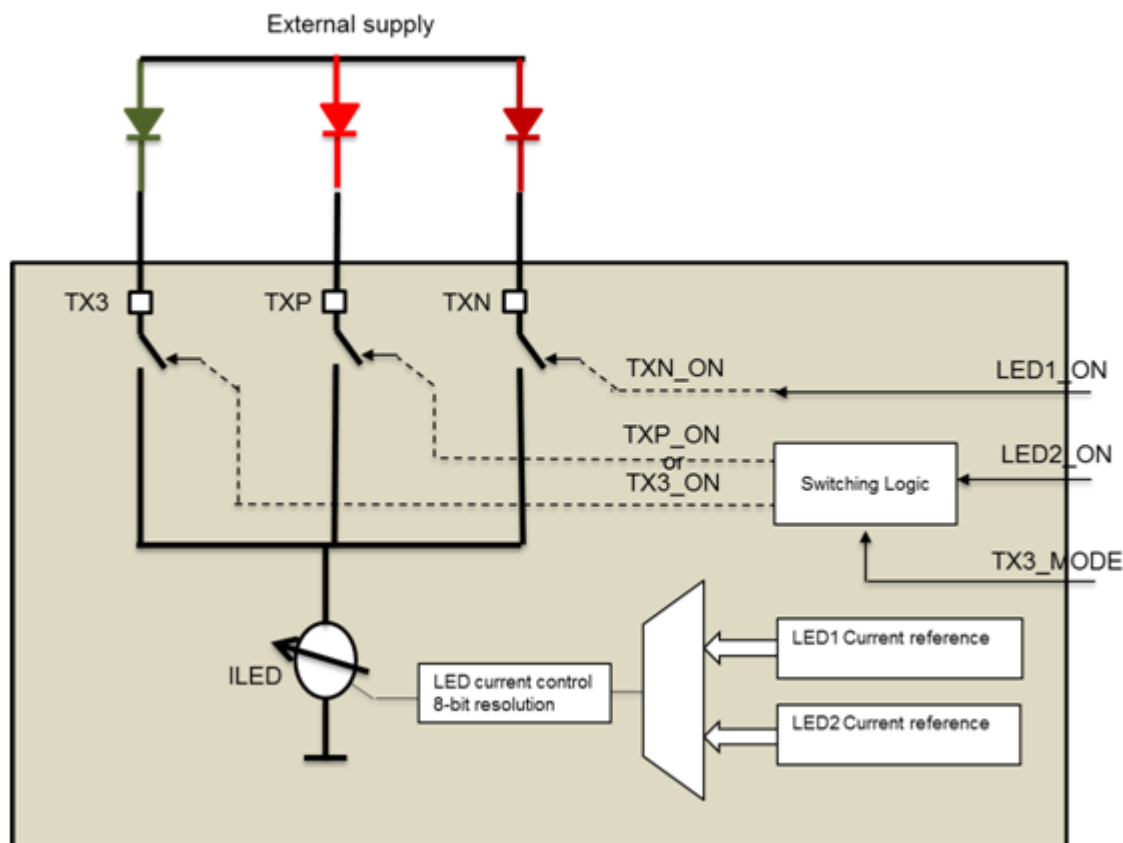 External supply
TX3
TXP
TXN
TXN_ON
LED1_ON
TXP_ON
or
TX3_ON
LED2_ON
Switching Logic
TX3_MODE
ILED
LED current control
8-bit resolution
LED1 Current reference
LED2 Current reference